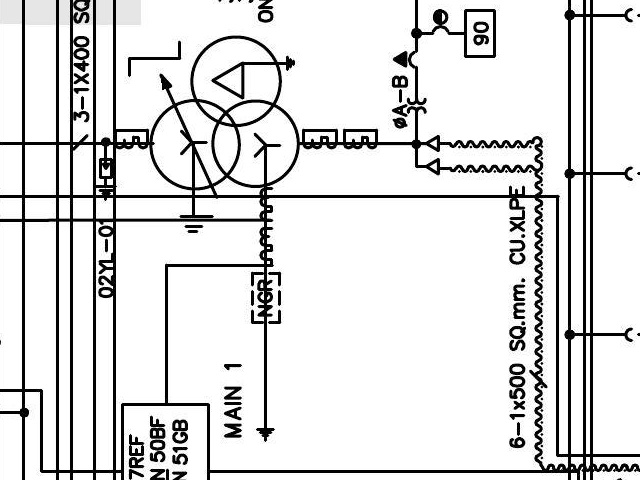 3-1X400 SQ
ON
90
øA-B
02YL-01
NGR
MAIN 1
6-1x500 SQ.mm. CU.XLPE
7REF
N 50BF
N 51GB